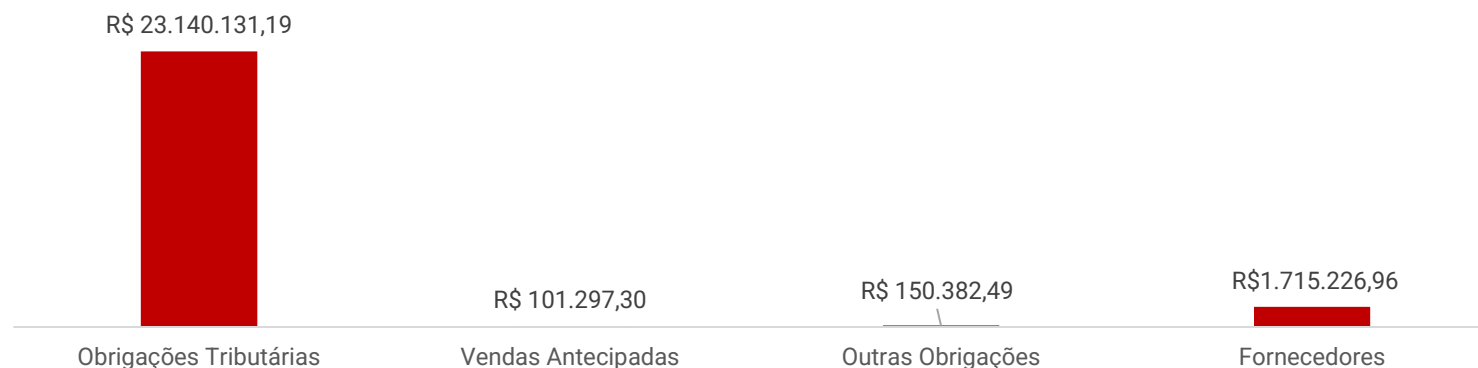 R$ 23.140.131,19
R$ 101.297,30
R$ 150.382,49
R$1.715.226,96
Obrigações Tributárias
Vendas Antecipadas
Outras Obrigações
Fornecedores